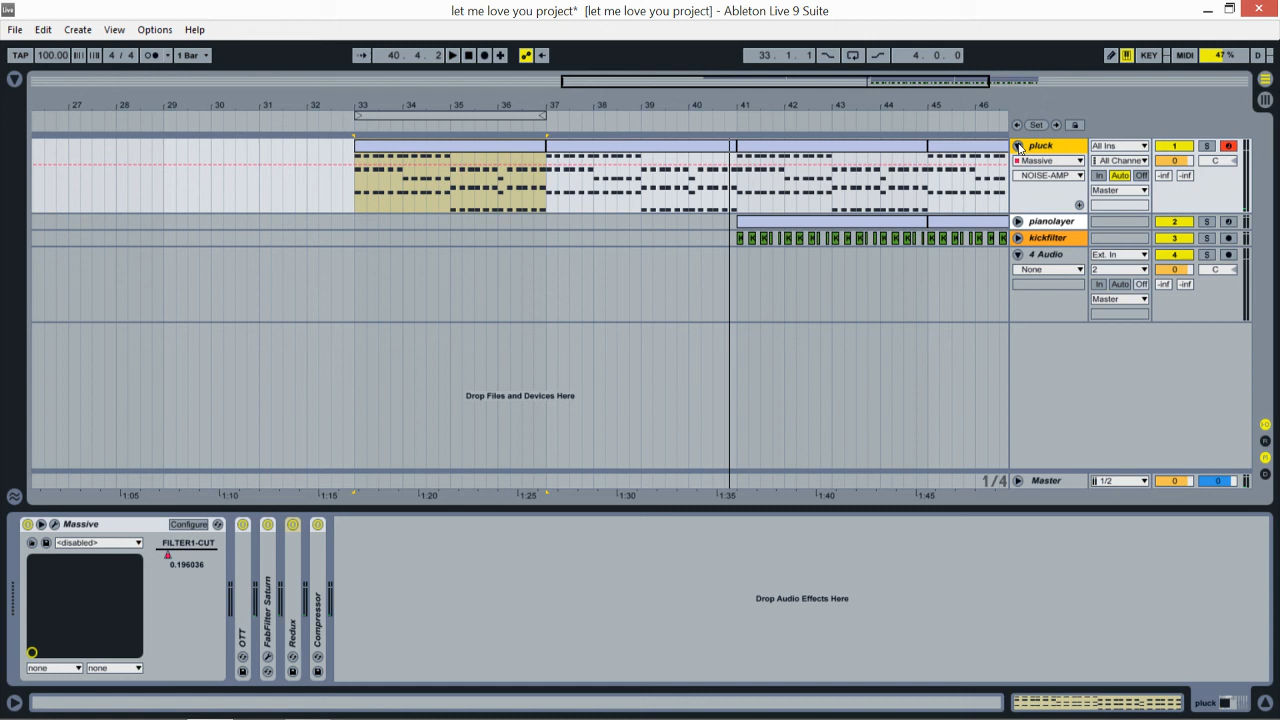 Live
let me love you project*  [let me love you project] - Ableton Live 9 Suite
File Edit Create View Options Help
TAP 100.00 4 / 4 1 Bar 40. 4. 2 33. 1. 1 4. 0. 0 KEY MIDI 47 % D
27 28 29 30 31 32 33 34 35 36 37 38 39 40 41 42 43 44 45 46
Set
pluck All Ins 1 S
Massive All Channe 0 C
NOISE-AMP In Auto Off -inf -inf
Master
pianolayer 2 S
kickfilter 3 S
4 Audio Ext. In 4 S
None 2 0 C
In Auto Off -inf -inf
Master
Drop Files and Devices Here
1/4 Master 1/2 0 0
1:05 1:10 1:15 1:20 1:25 1:30 1:35 1:40 1:45
Massive Configure
<disabled> FILTER1-CUT
0.196036
none none
OTT
FabFilter Saturn
Redux
Compressor
Drop Audio Effects Here
pluck